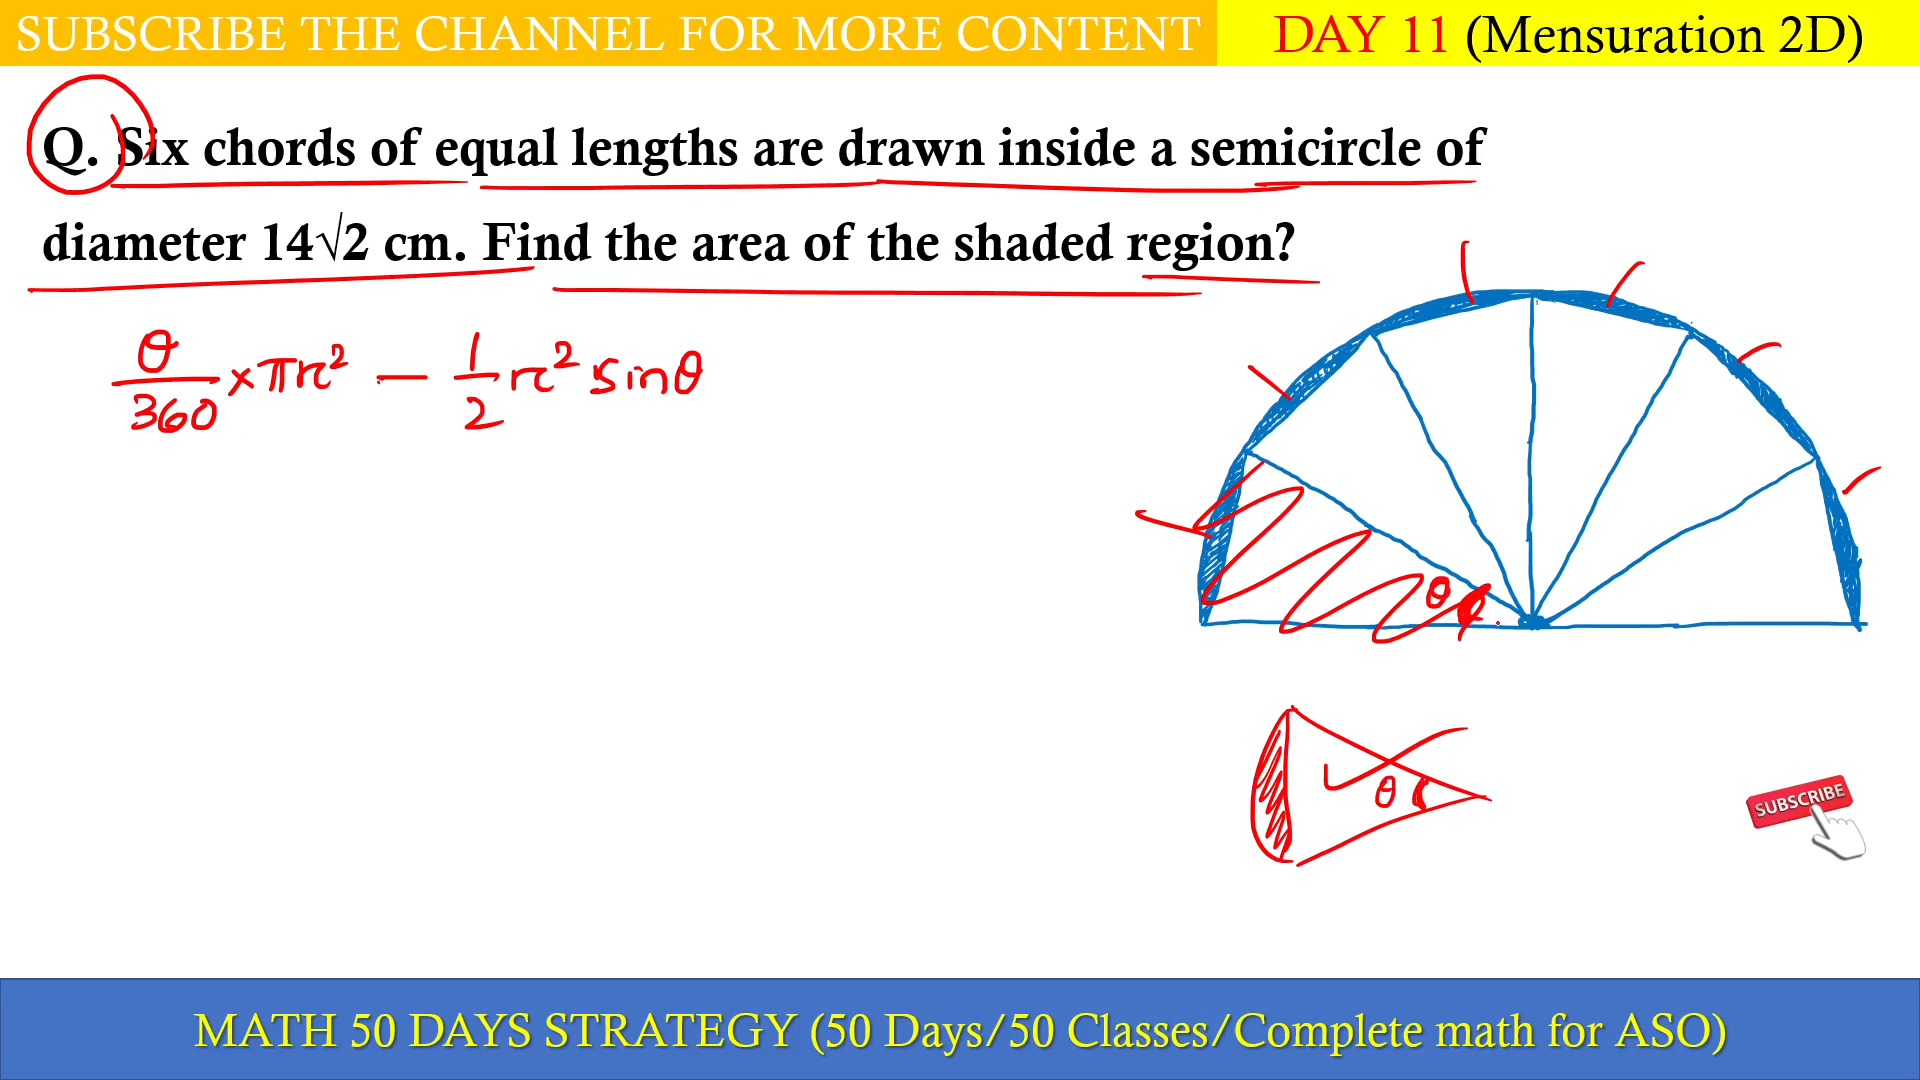 SUBSCRIBE THE CHANNEL FOR MORE CONTENT
DAY 11 (Mensuration 2D)
Q. Six chords of equal lengths are drawn inside a semicircle of
diameter 14√2 cm. Find the area of the shaded region?
θ/360 × πr² − 1/2 r² sinθ
θ
θ
SUBSCRIBE
MATH 50 DAYS STRATEGY (50 Days/50 Classes/Complete math for ASO)